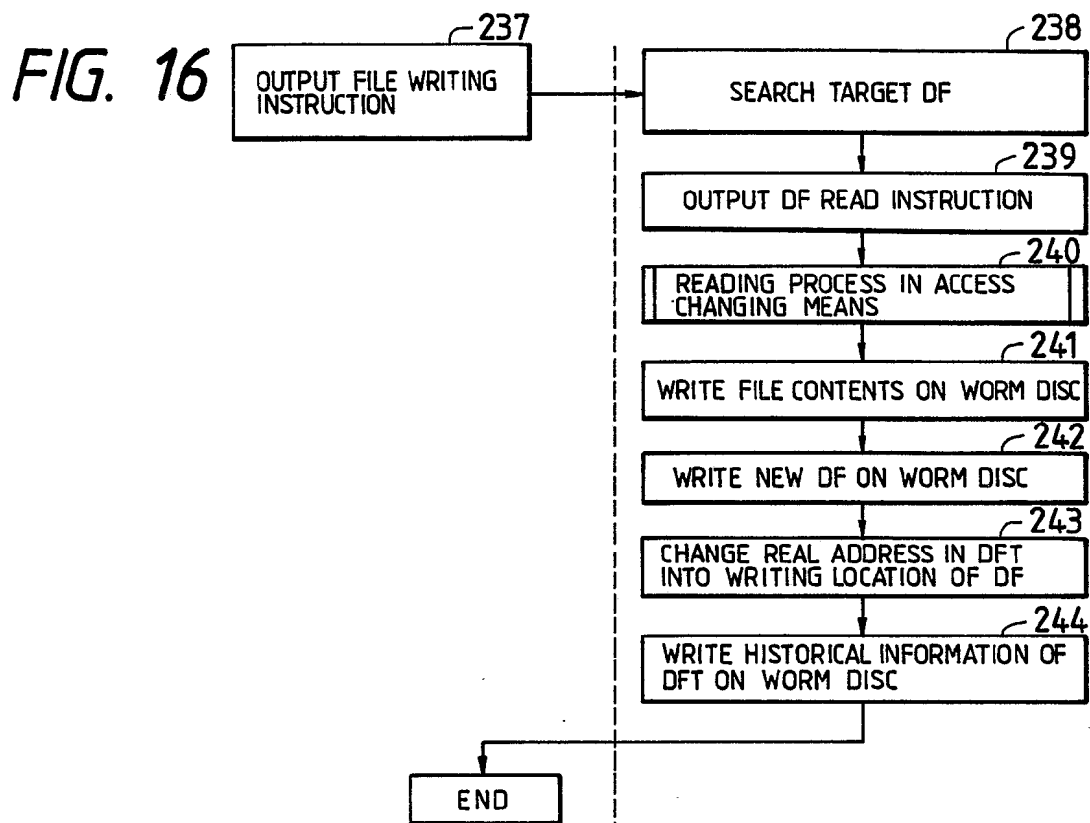 FIG. 16
237
OUTPUT FILE WRITING
INSTRUCTION
238
SEARCH TARGET DF
239
OUTPUT DF READ INSTRUCTION
240
READING PROCESS IN ACCESS
CHANGING MEANS
241
WRITE FILE CONTENTS ON WORM DISC
242
WRITE NEW DF ON WORM DISC
243
CHANGE REAL ADDRESS IN DFT
INTO WRITING LOCATION OF DF
244
WRITE HISTORICAL INFORMATION OF
DFT ON WORM DISC
END